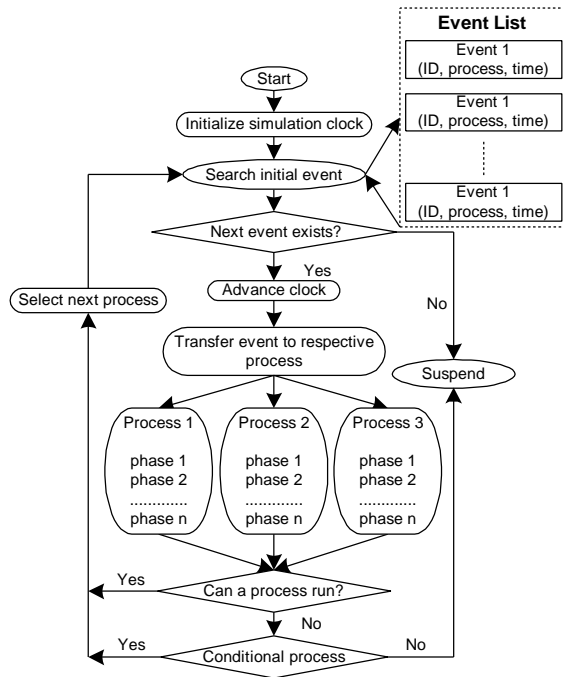 Event List
Event 1
(ID, process, time)
Event 1
(ID, process, time)
Event 1
(ID, process, time)
Start
Initialize simulation clock
Search initial event
Next event exists?
Yes
No
Select next process
Advance clock
Transfer event to respective
process
Suspend
Process 1
phase 1
phase 2
.............
phase n
Process 2
phase 1
phase 2
.............
phase n
Process 3
phase 1
phase 2
.............
phase n
Yes
Can a process run?
No
Yes
Conditional process
No